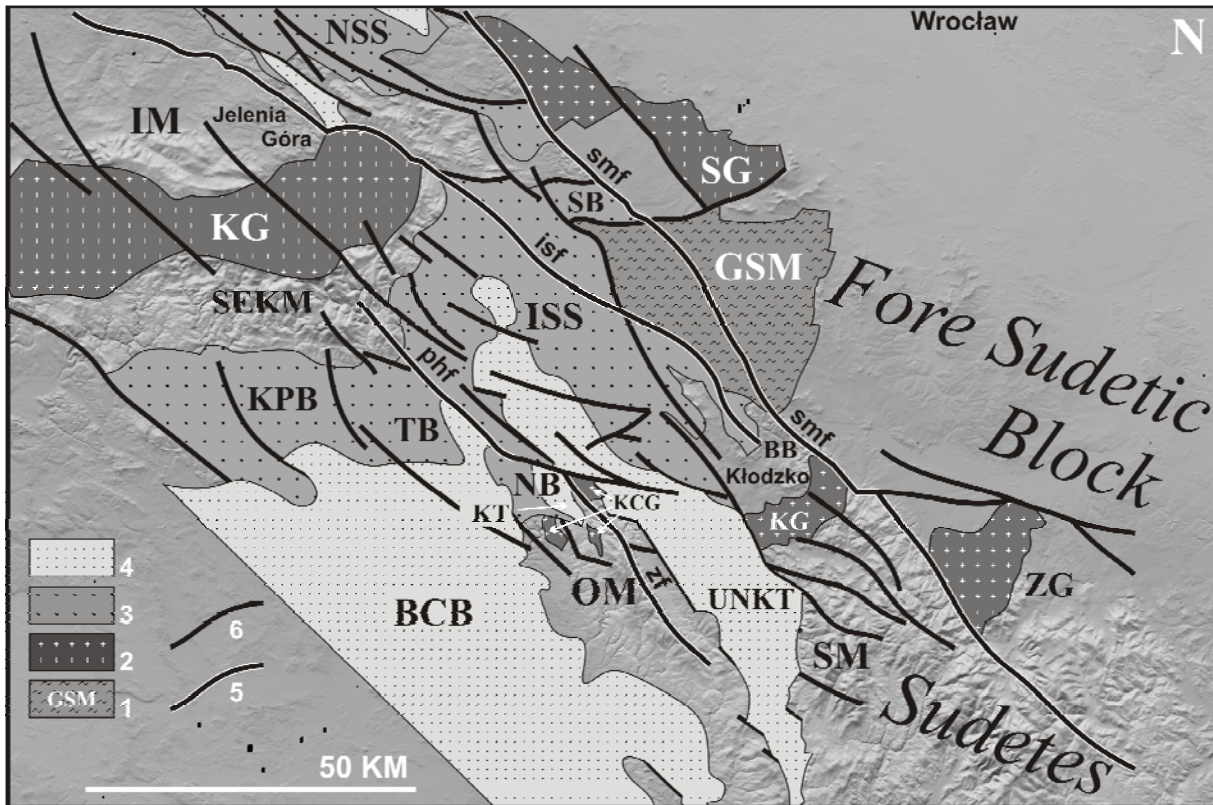 Wrocław
N
NSS
IM
Jelenia
Góra
smf
SG
SB
KG
isf
GSM
SEKM
ISS
Fore Sudetic
Block
phf
KPB
TB
smf
BB
Kłodzko
NB
KCG
KT
KG
ZG
OM
zf
UNKT
BCB
SM
Sudetes
4
3
6
2
GSM
1
5
50 KM